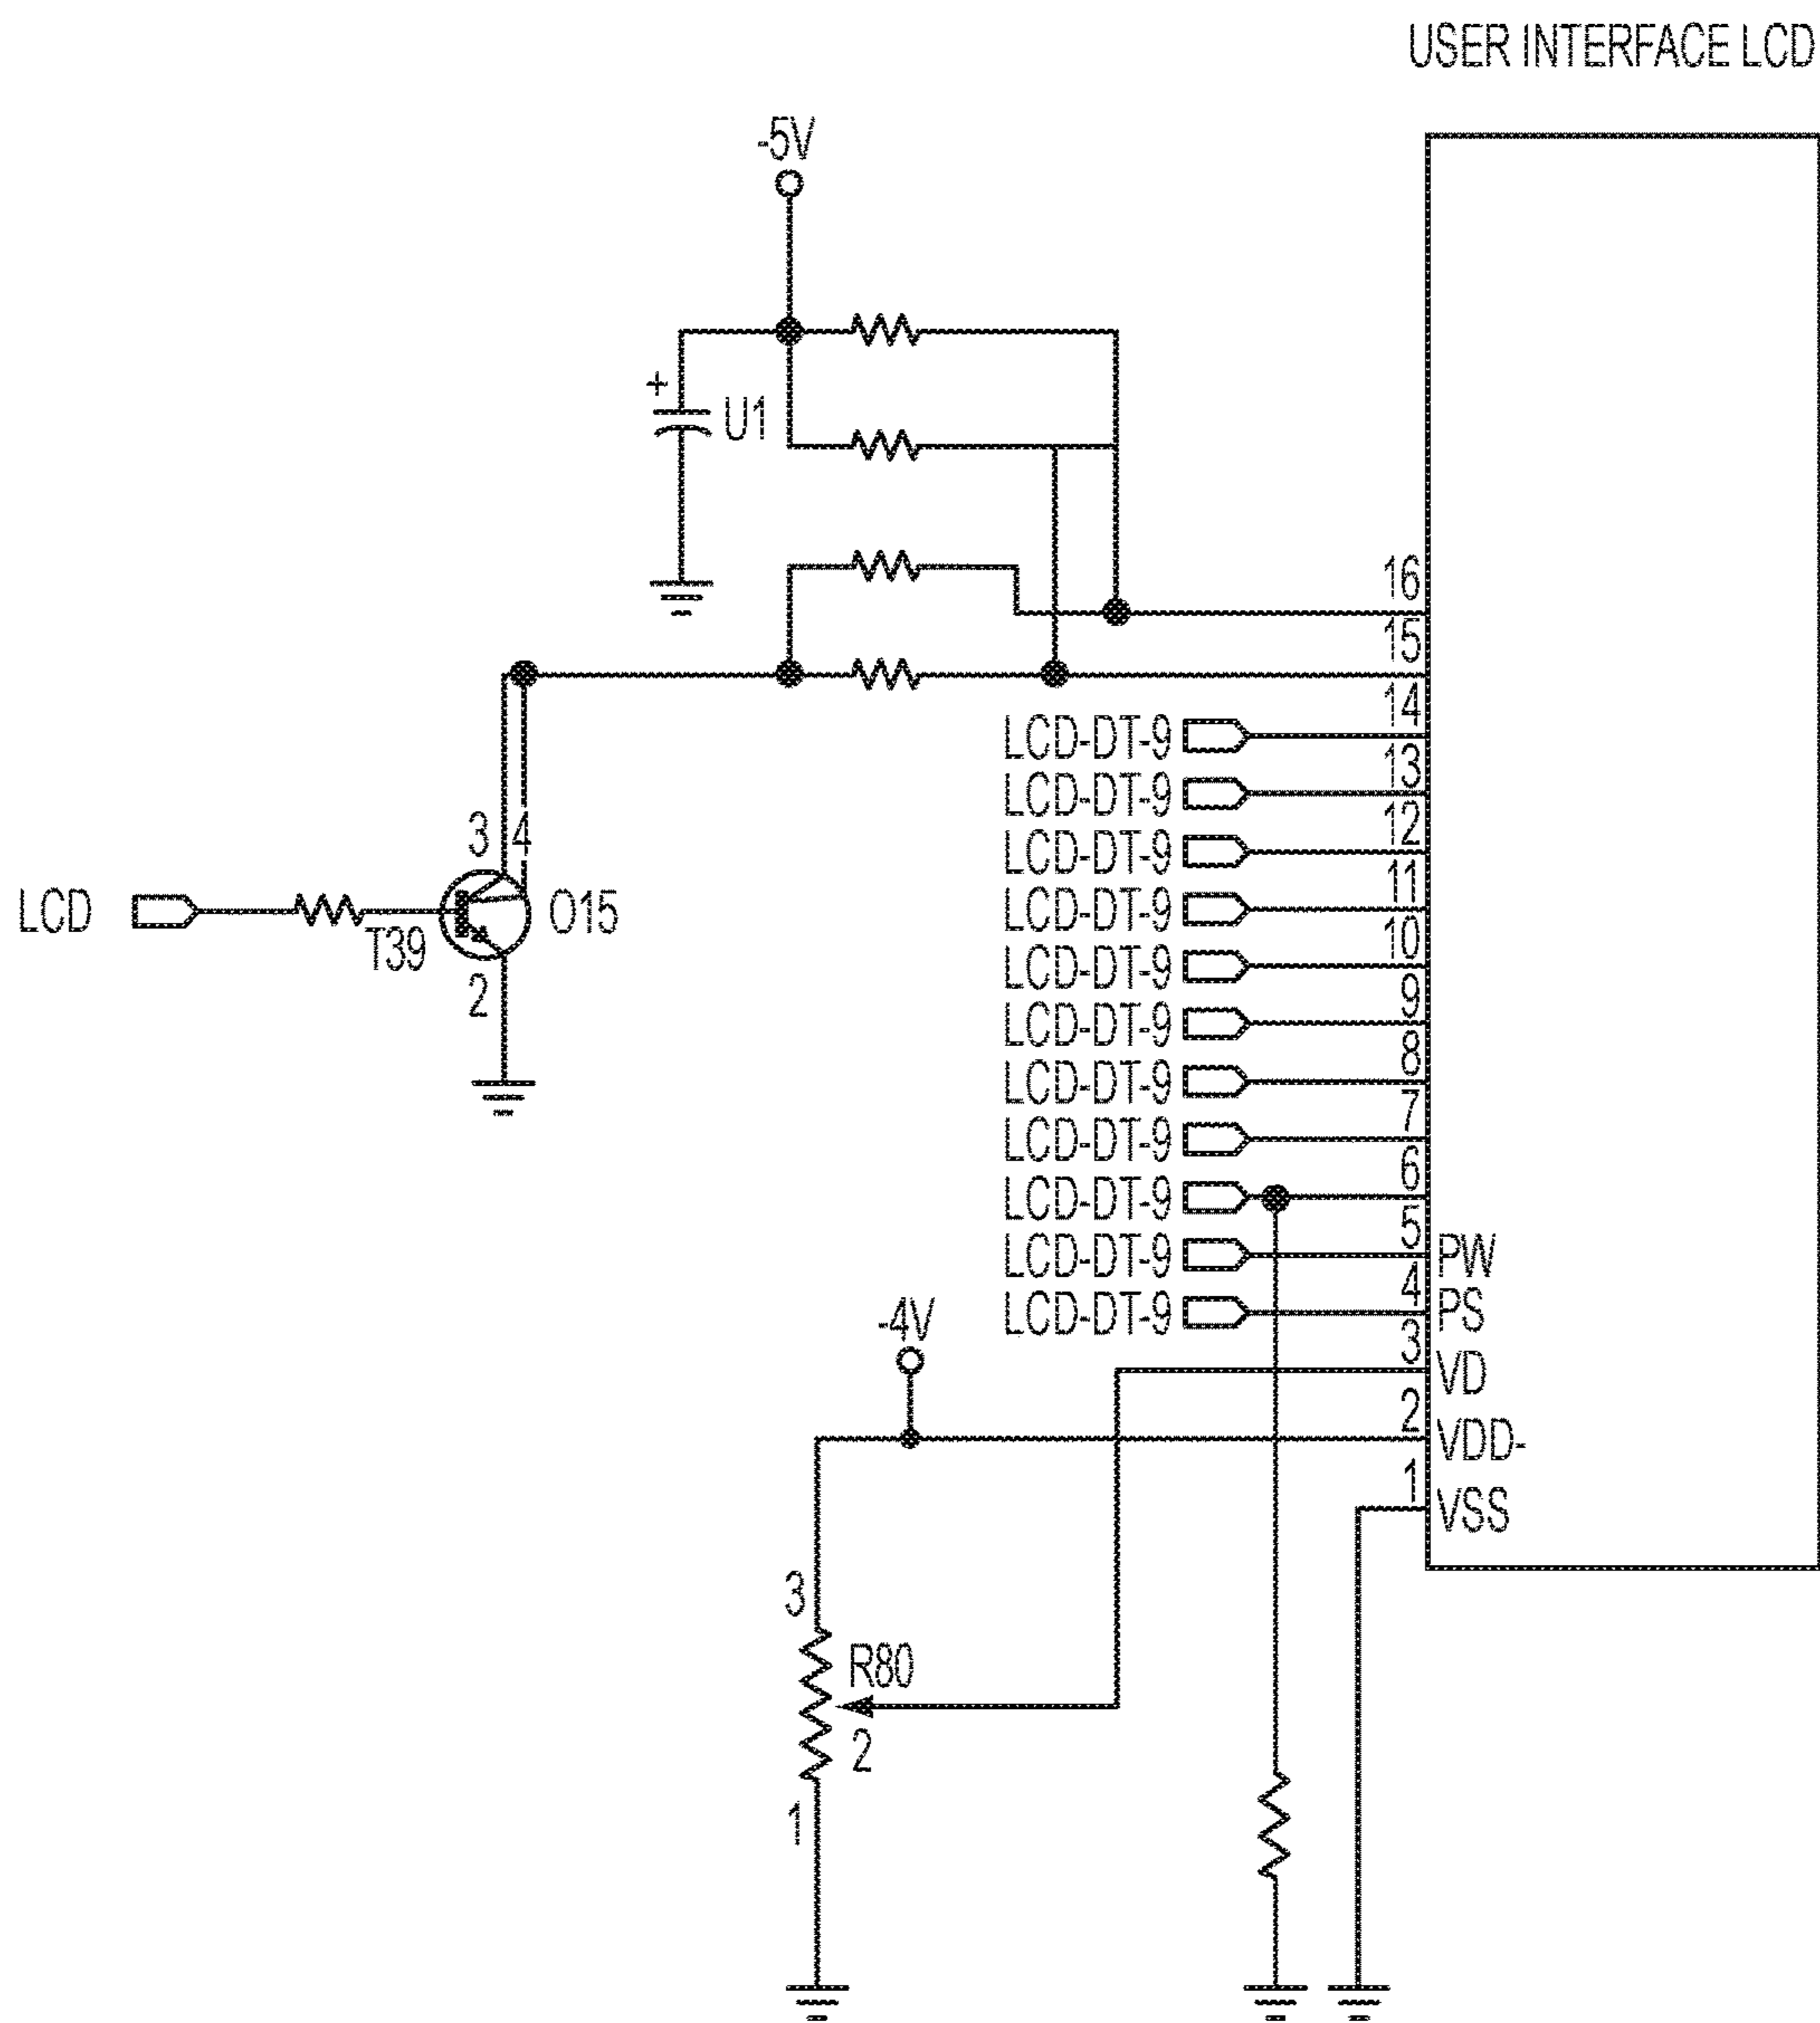 USER INTERFACE LCD
-5V
+
U1
16
15
14
LCD-DT-9
13
LCD-DT-9
12
LCD-DT-9
11
LCD-DT-9
10
LCD-DT-9
9
LCD-DT-9
8
LCD-DT-9
7
LCD-DT-9
6
LCD-DT-9
5
LCD-DT-9 PW
4
LCD-DT-9 PS
3 4
LCD
T39
O15
2
-4V
3
VD
2
VDD-
1
VSS
3
R80
2
1